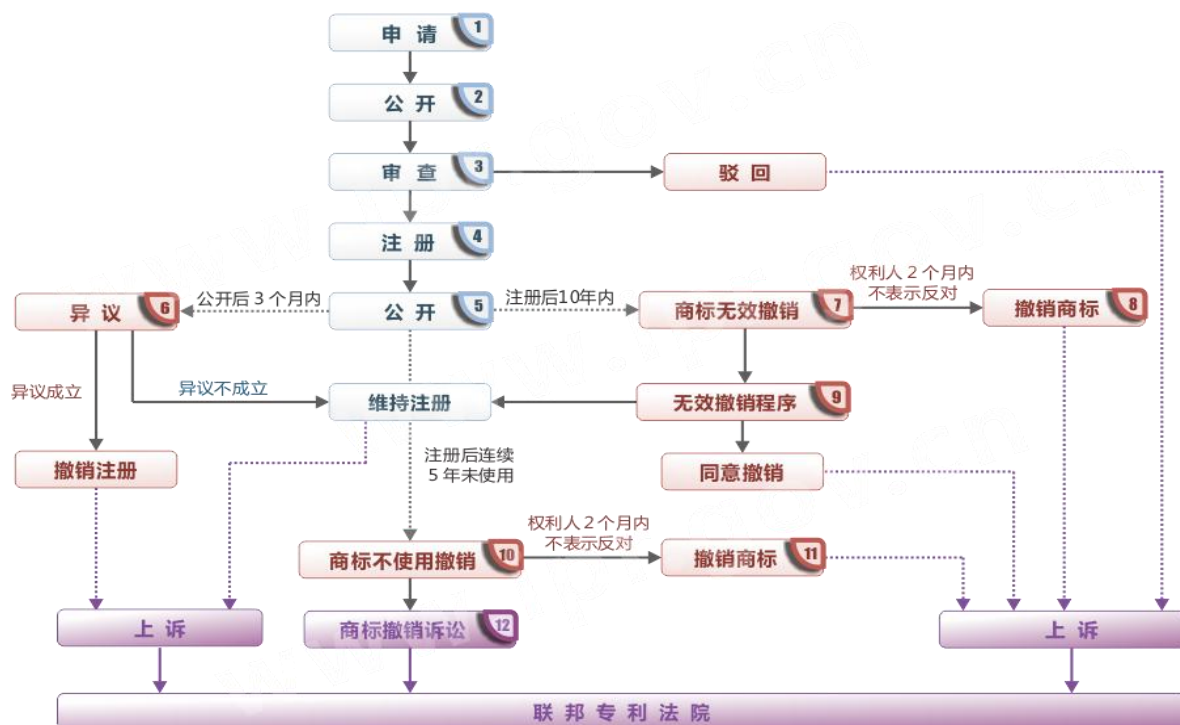 申 请
1
公 开
2
审 查
3
驳 回
注 册
4
异 议
6
公开后 3 个月内
公 开
5
注册后10年内
商标无效撤销
7
权利人 2 个月内
不表示反对
撤销商标
8
异议成立
异议不成立
维持注册
无效撤销程序
9
撤销注册
注册后连续
5 年未使用
同意撤销
商标不使用撤销
10
权利人 2 个月内
不表示反对
撤销商标
11
上 诉
商标撤销诉讼
12
上 诉
联 邦 专 利 法 院